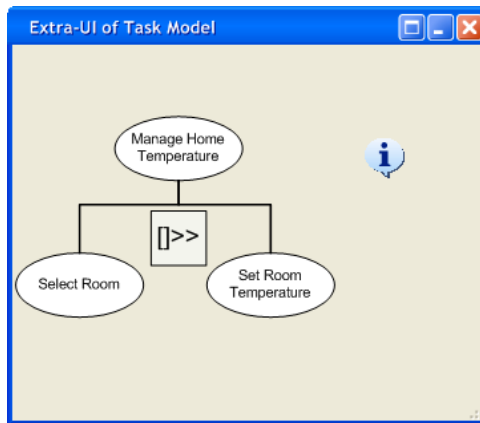 Extra-UI of Task Model
Manage Home
Temperature
[]>>
Select Room
Set Room
Temperature